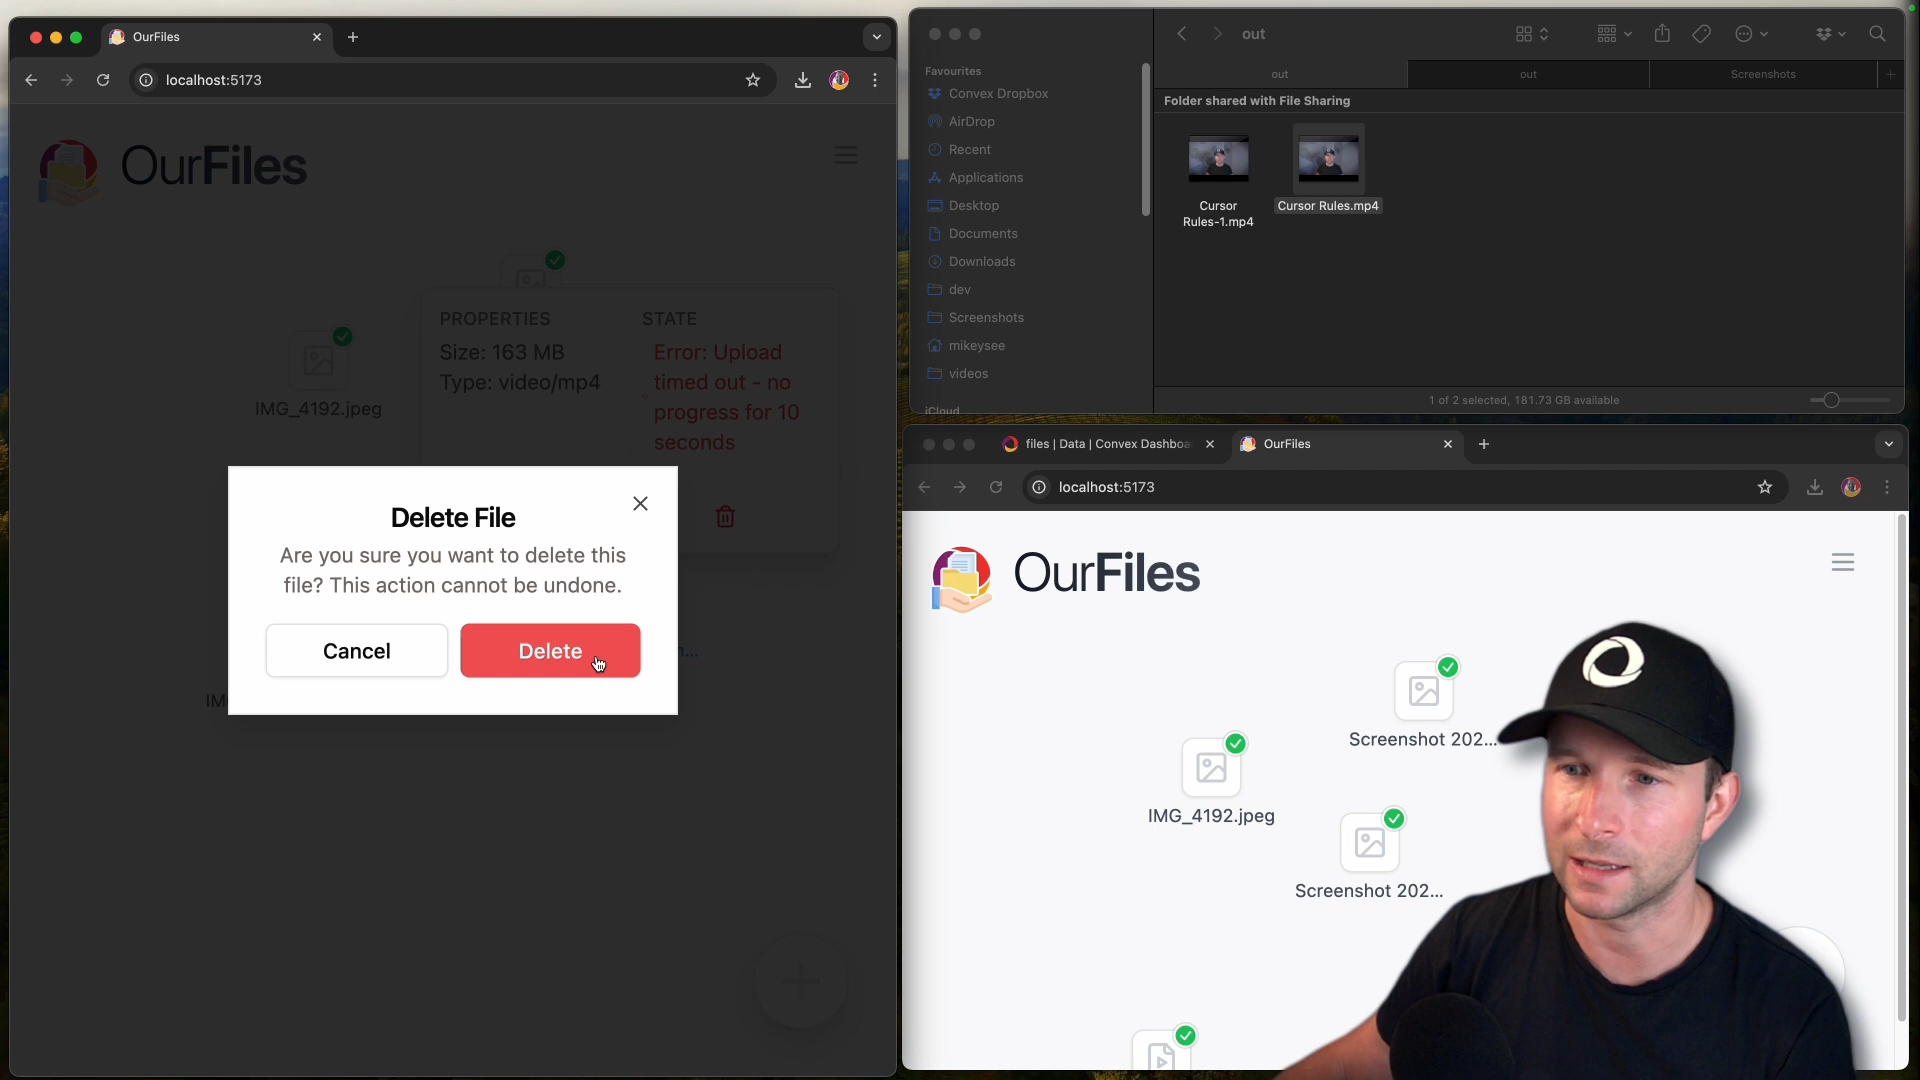 OurFiles
localhost:5173
OurFiles
IMG_4192.jpeg
PROPERTIES
Size: 163 MB
Type: video/mp4
STATE
Error: Upload
timed out - no
progress for 10
seconds
Delete File
Are you sure you want to delete this
file? This action cannot be undone.
Cancel
Delete
IM
out
out
out
Screenshots
Folder shared with File Sharing
Favourites
Convex Dropbox
AirDrop
Recent
Applications
Desktop
Documents
Downloads
dev
Screenshots
mikeysee
videos
iCloud
Cursor
Rules-1.mp4
Cursor Rules.mp4
1 of 2 selected, 181.73 GB available
files | Data | Convex Dashboa
OurFiles
localhost:5173
OurFiles
Screenshot 202...
IMG_4192.jpeg
Screenshot 202...